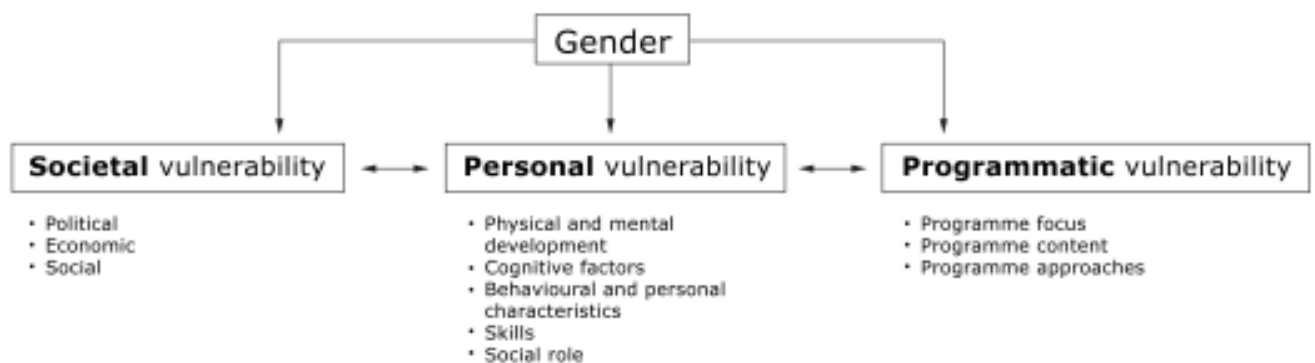 Gender
Societal vulnerability
Personal vulnerability
Programmatic vulnerability
• Political
• Economic
• Social
• Physical and mental
development
• Cognitive factors
• Behavioural and personal
characteristics
• Skills
• Social role
• Programme focus
• Programme content
• Programme approaches